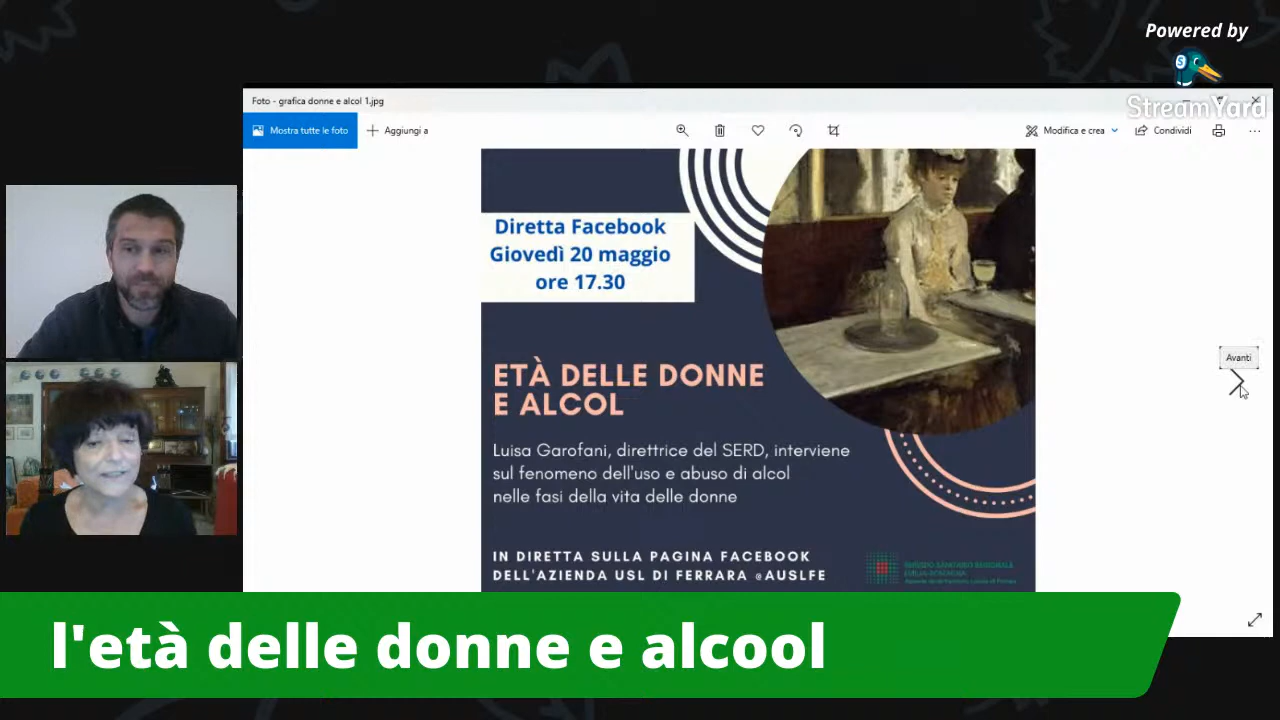 Powered by
StreamYard
Foto - grafica donne e alcol 1.jpg
Mostra tutte le foto
Aggiungi a
Modifica e crea
Condividi
Diretta Facebook
Giovedì 20 maggio
ore 17.30
Avanti
ETÀ DELLE DONNE
E ALCOL
Luisa Garofani, direttrice del SERD, interviene
sul fenomeno dell'uso e abuso di alcol
nelle fasi della vita delle donne
IN DIRETTA SULLA PAGINA FACEBOOK
DELL'AZIENDA USL DI FERRARA @AUSLFE
SERVIZIO SANITARIO REGIONALE
EMILIA-ROMAGNA
l'età delle donne e alcool